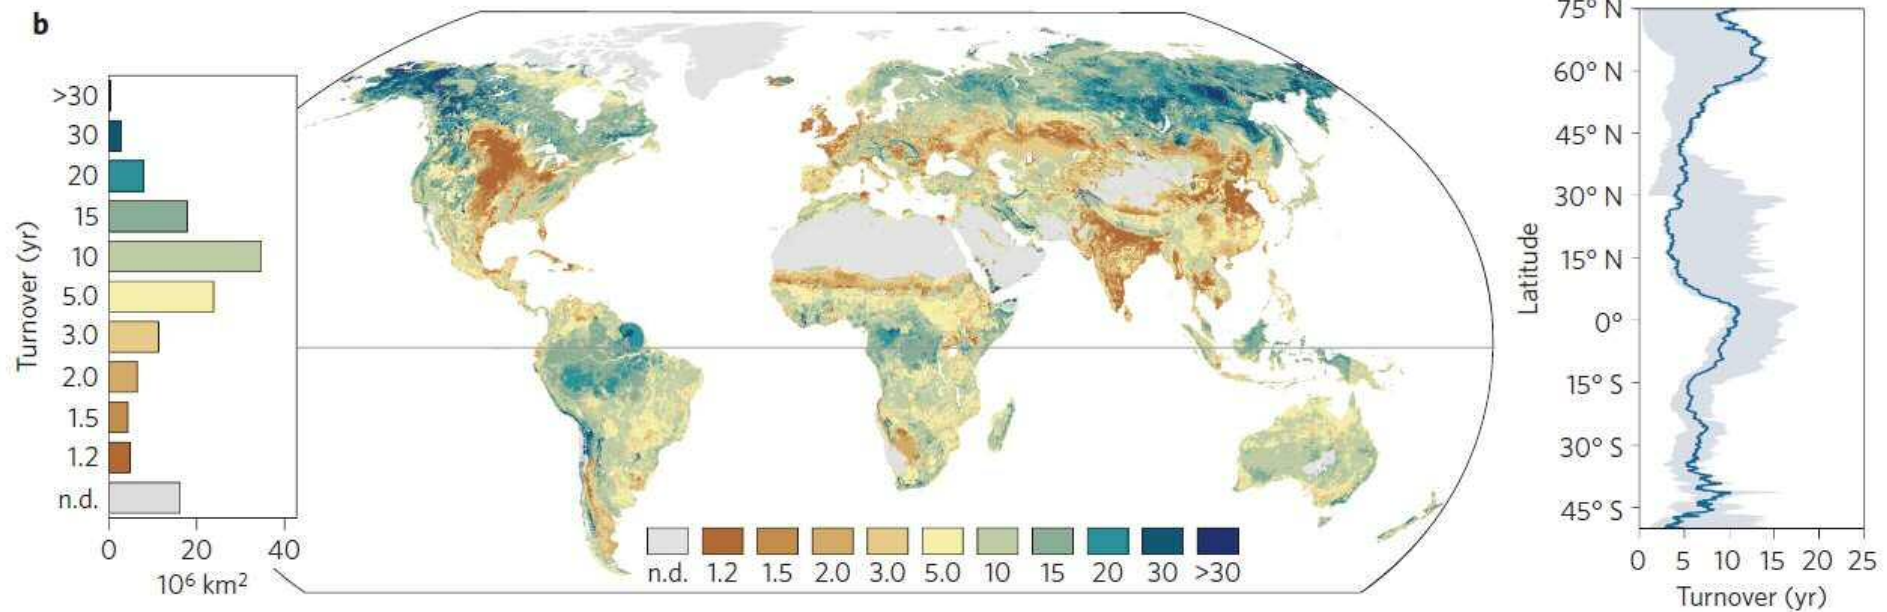 b
>30
30
20
15
10
5.0
3.0
2.0
1.5
1.2
n.d.
Turnover (yr)
0 20 40
10⁶ km²
n.d. 1.2 1.5 2.0 3.0 5.0 10 15 20 30 >30
75° N
60° N
45° N
30° N
15° N
0°
15° S
30° S
45° S
Latitude
0 5 10 15 20 25
Turnover (yr)